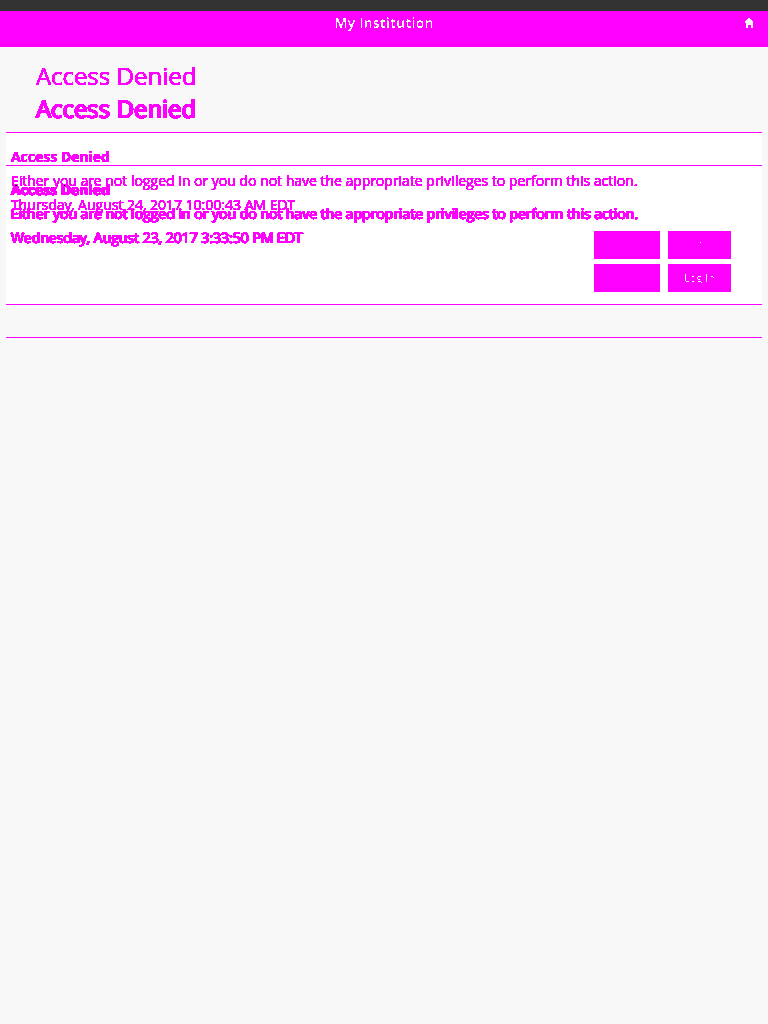 My Institution
Access Denied
Access Denied
Access Denied
Either you are not logged in or you do not have the appropriate privileges to perform this action.
Access Denied
Thursday, August 24, 2017 10:00:43 AM EDT
Either you are not logged in or you do not have the appropriate privileges to perform this action.
Wednesday, August 23, 2017 3:33:50 PM EDT
Log In